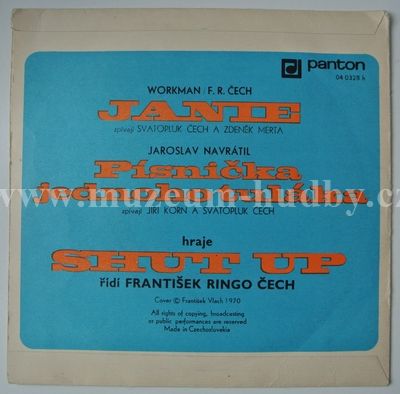 panton
04 0328 h
WORKMAN / F. R. ČECH
JANIE
zpívají SVATOPLUK ČECH A ZDENĚK MERTA
JAROSLAV NAVRÁTIL
Písnička
www.muzeum-hudby.cz
jednoho tuláka
zpívají JIŘÍ KORN A SVATOPLUK ČECH
hraje
SHUT UP
řídí FRANTIŠEK RINGO ČECH
Cover © František Vlach 1970
All rights of copying, broadcasting
or public performances are reserved
Made in Czechoslovakia